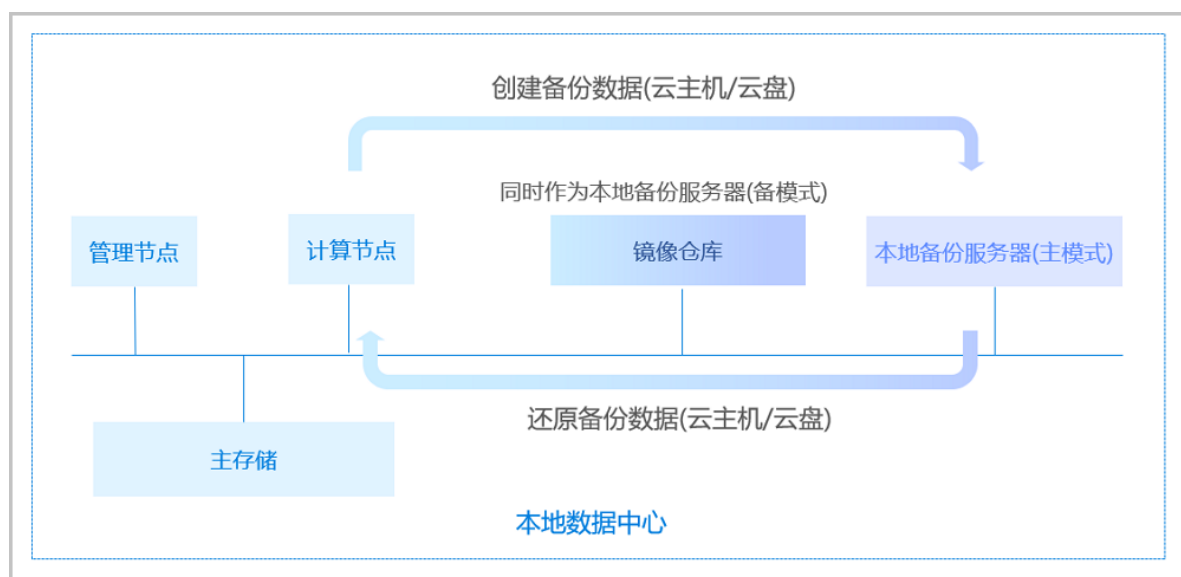 创建备份数据(云主机/云盘)
同时作为本地备份服务器(备模式)
管理节点
计算节点
镜像仓库
本地备份服务器(主模式)
还原备份数据(云主机/云盘)
主存储
本地数据中心